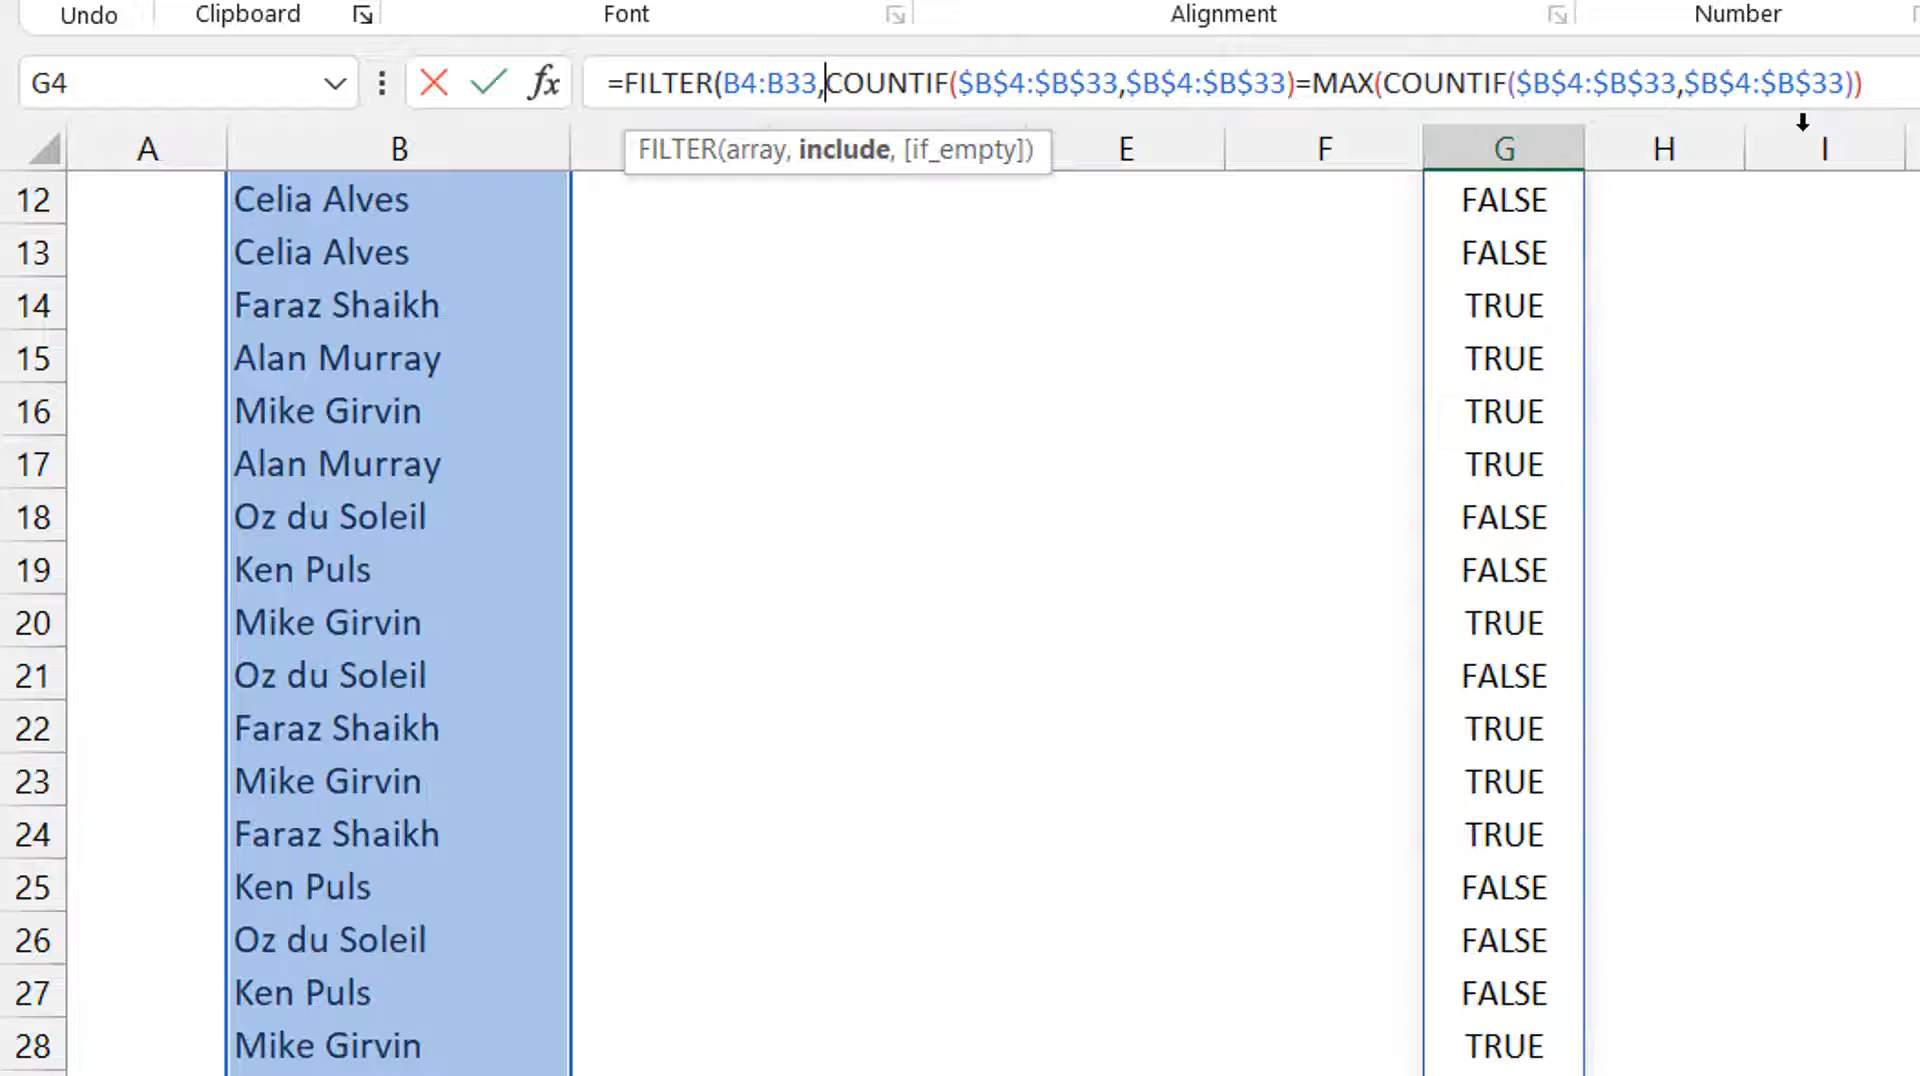 Undo Clipboard Font Alignment Number
G4 fx =FILTER(B4:B33,COUNTIF($B$4:$B$33,$B$4:$B$33)=MAX(COUNTIF($B$4:$B$33,$B$4:$B$33))
FILTER(array, include, [if_empty])
A B E F G H I
12 Celia Alves FALSE
13 Celia Alves FALSE
14 Faraz Shaikh TRUE
15 Alan Murray TRUE
16 Mike Girvin TRUE
17 Alan Murray TRUE
18 Oz du Soleil FALSE
19 Ken Puls FALSE
20 Mike Girvin TRUE
21 Oz du Soleil FALSE
22 Faraz Shaikh TRUE
23 Mike Girvin TRUE
24 Faraz Shaikh TRUE
25 Ken Puls FALSE
26 Oz du Soleil FALSE
27 Ken Puls FALSE
28 Mike Girvin TRUE